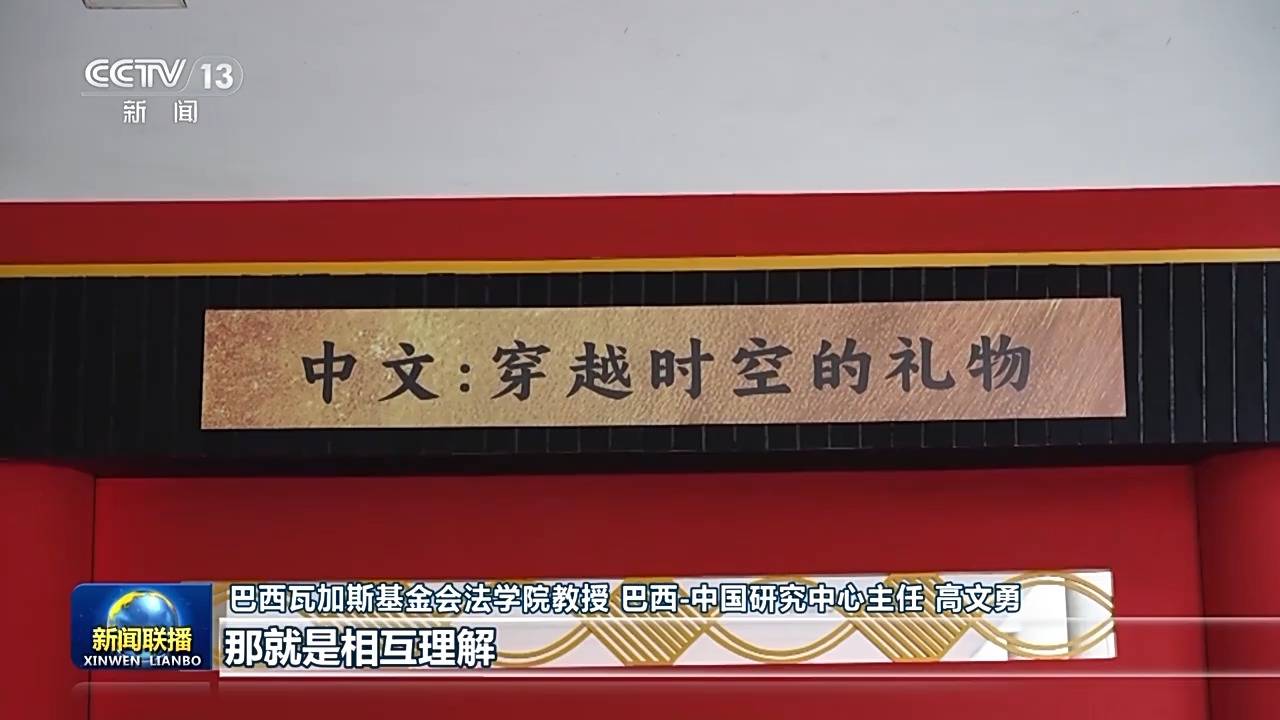 CCTV 13
新闻
中文:穿越时空的礼物
巴西瓦加斯基金会法学院教授 巴西-中国研究中心主任 高文勇
新闻联播
XINWEN LIANBO
那就是相互理解